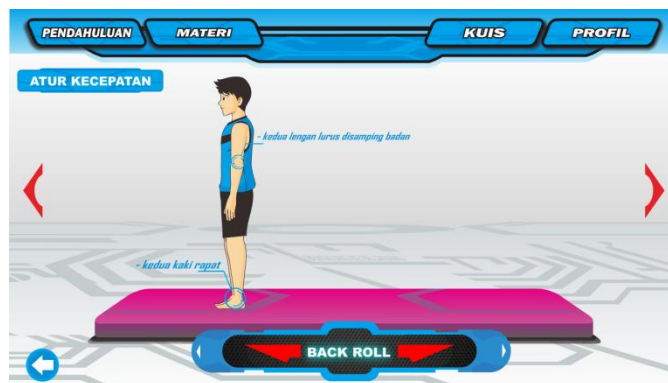 PENDAHULUAN
MATERI
KUIS
PROFIL
ATUR KECEPATAN
- kedua lengan lurus disamping badan
- kedua kaki rapat
BACK ROLL